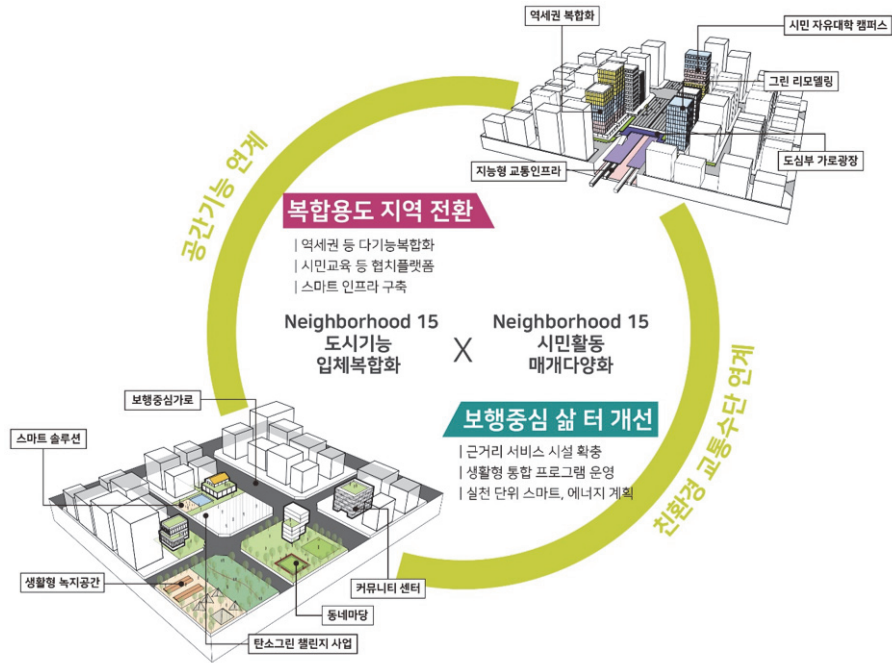 역세권 복합화
시민 자유대학 캠퍼스
그린 리모델링
지능형 교통인프라
도심부 가로광장
공간기능 연계
복합용도 지역 전환
| 역세권 등 다기능복합화
| 시민교육 등 협치플랫폼
| 스마트 인프라 구축
Neighborhood 15
도시기능
입체복합화
X
Neighborhood 15
시민활동
매개다양화
보행중심 삶 터 개선
| 근거리 서비스 시설 확충
| 생활형 통합 프로그램 운영
| 실천 단위 스마트, 에너지 계획
친환경 교통수단 연계
보행중심가로
스마트 솔루션
생활형 녹지공간
커뮤니티 센터
동네마당
탄소그린 챌린지 사업